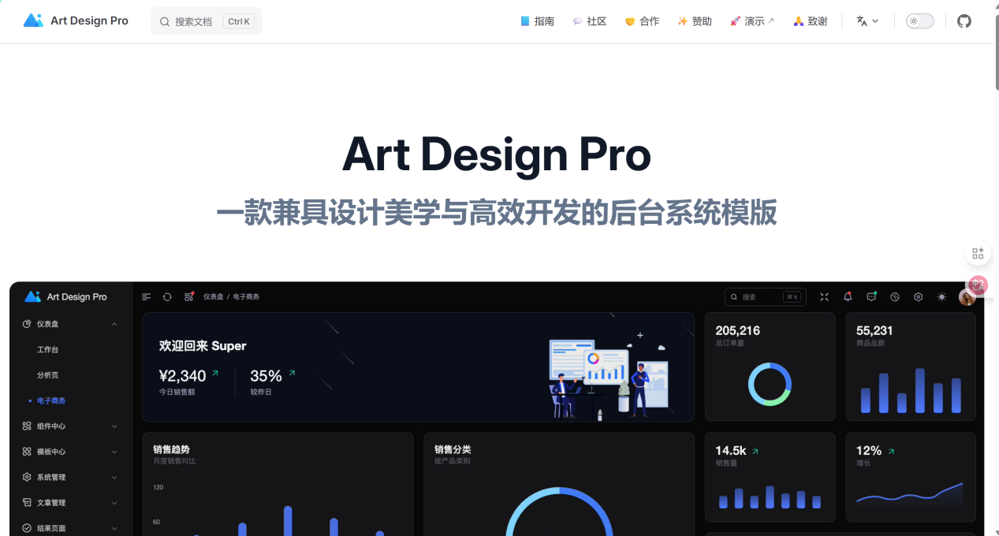 Art Design Pro
搜索文档
Ctrl K
指南
社区
合作
赞助
演示
致谢
Art Design Pro
一款兼具设计美学与高效开发的后台系统模版
Art Design Pro
仪表盘 / 电子商务
搜索
⌘ k
仪表盘
工作台
分析页
电子商务
组件中心
模板中心
系统管理
文章管理
结果页面
欢迎回来 Super
¥2,340
今日销售额
35%
较昨日
205,216
总订单量
55,231
商品总数
销售趋势
月度销售对比
120
60
销售分类
按产品类别
14.5k
销售量
12%
增长